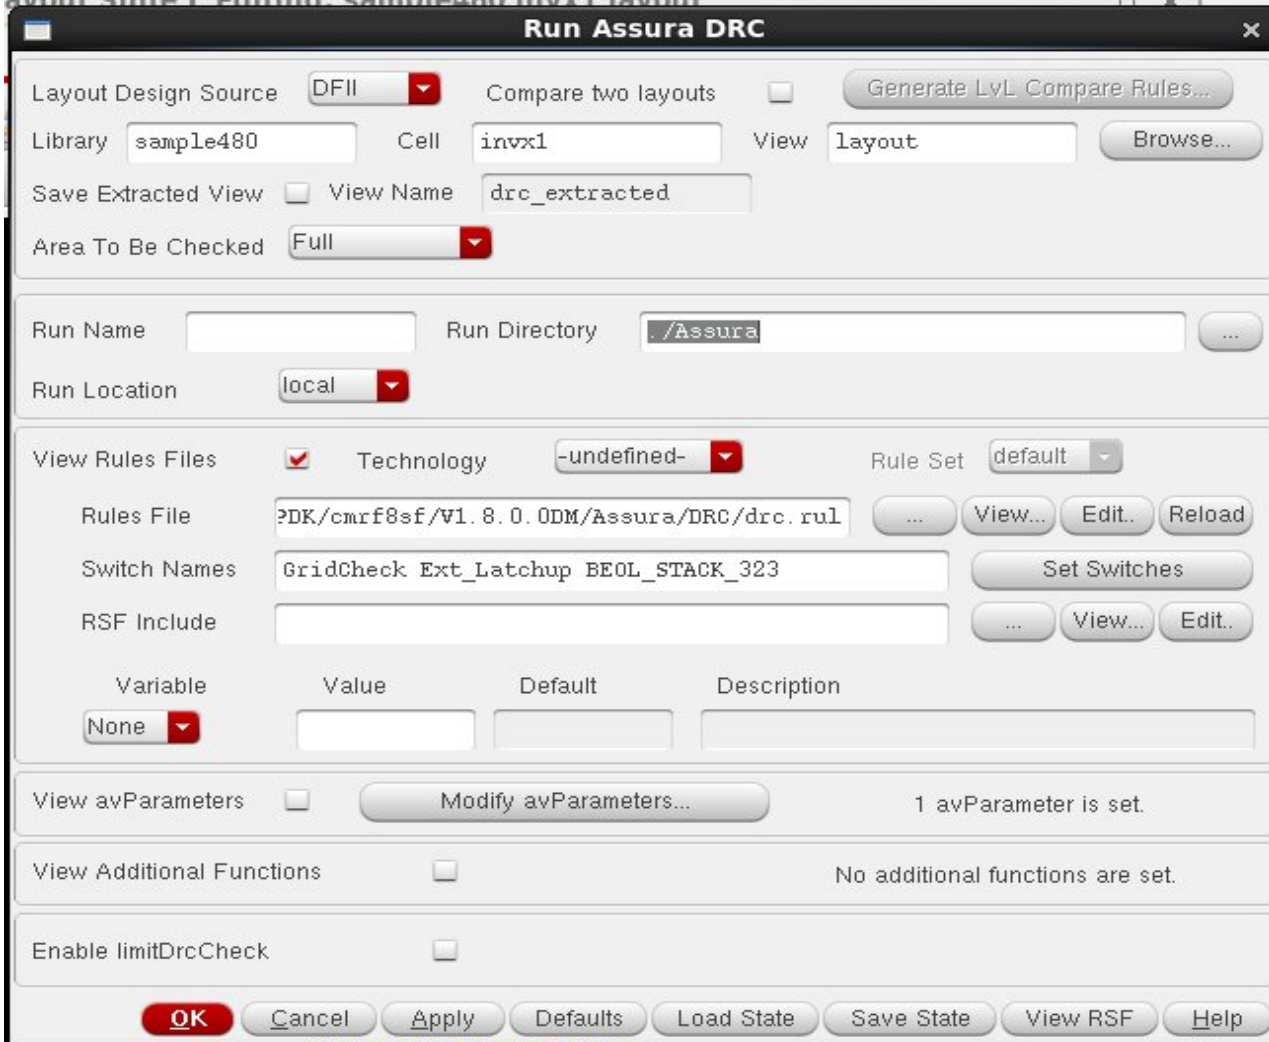 Run Assura DRC
Layout Design Source DFII Compare two layouts Generate LvL Compare Rules...
Library sample480 Cell invx1 View layout Browse...
Save Extracted View View Name drc_extracted
Area To Be Checked Full
Run Name Run Directory ./Assura ...
Run Location local
View Rules Files Technology -undefined- Rule Set default
Rules File PDK/cmrf8sf/V1.8.0.0DM/Assura/DRC/drc.rul ... View... Edit.. Reload
Switch Names GridCheck Ext_Latchup BEOL_STACK_323 Set Switches
RSF Include ... View... Edit..
Variable Value Default Description
None
View avParameters Modify avParameters... 1 avParameter is set.
View Additional Functions No additional functions are set.
Enable limitDrcCheck
OK Cancel Apply Defaults Load State Save State View RSF Help